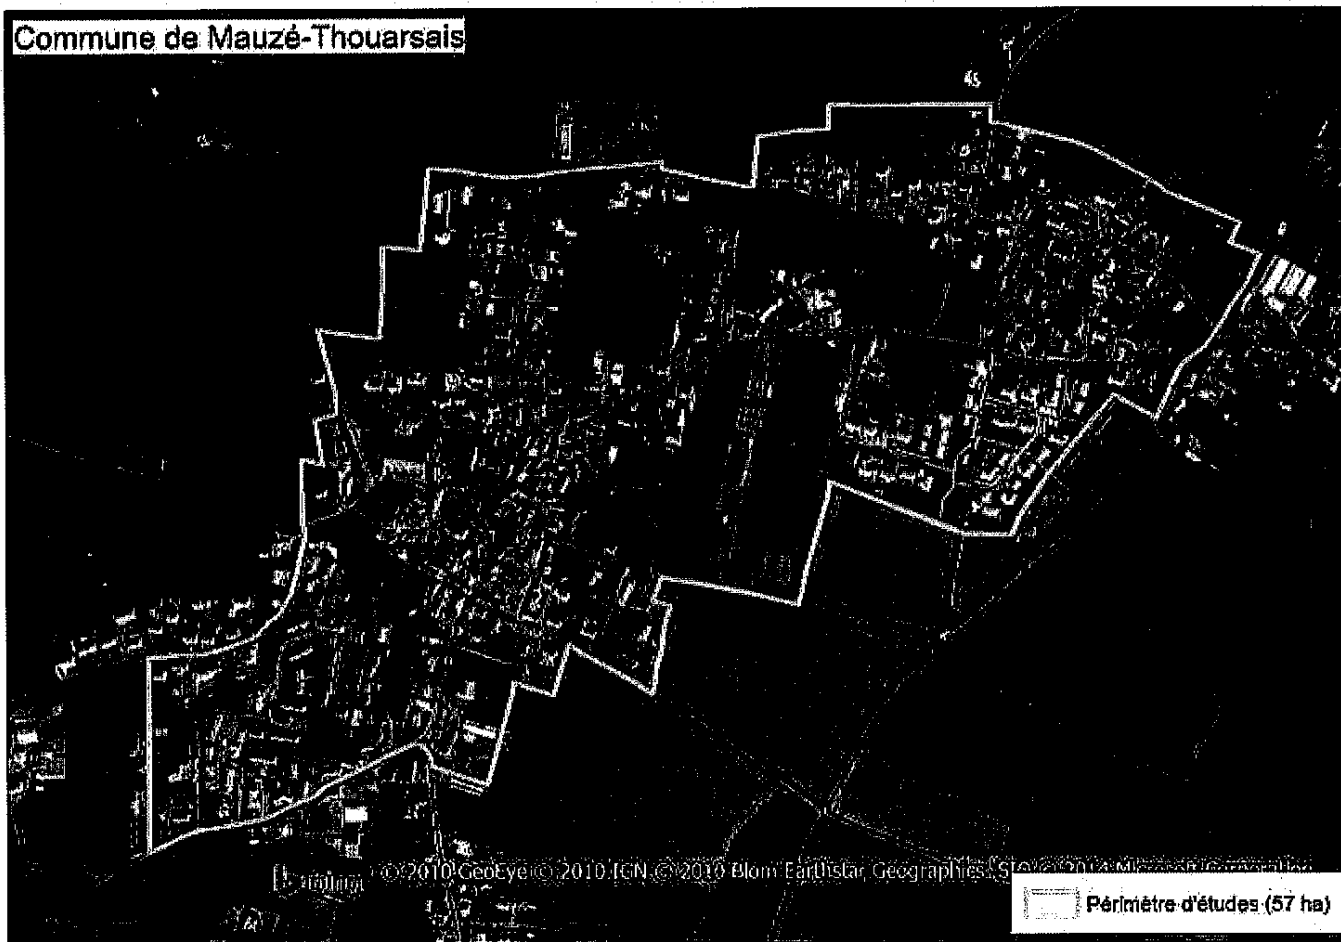 Commune de Mauzé-Thouarsais
© 2010 GeoEye © 2010 IGN © 2010 Blom Earthstar Geographics
Périmètre d'études (57 ha)